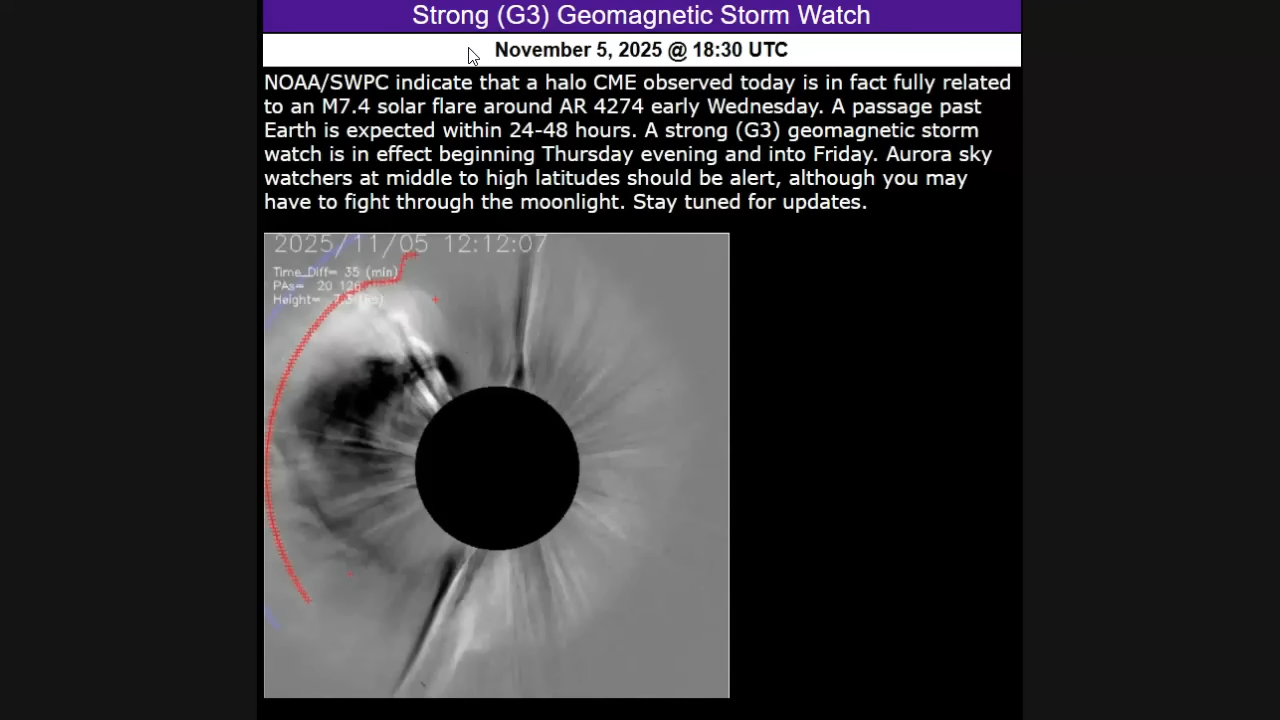 Strong (G3) Geomagnetic Storm Watch
November 5, 2025 @ 18:30 UTC
NOAA/SWPC indicate that a halo CME observed today is in fact fully related
to an M7.4 solar flare around AR 4274 early Wednesday. A passage past
Earth is expected within 24-48 hours. A strong (G3) geomagnetic storm
watch is in effect beginning Thursday evening and into Friday. Aurora sky
watchers at middle to high latitudes should be alert, although you may
have to fight through the moonlight. Stay tuned for updates.
2025/11/05 12:12:07
Time_Diff= 35 (min)
PAs= 20 126
Height=